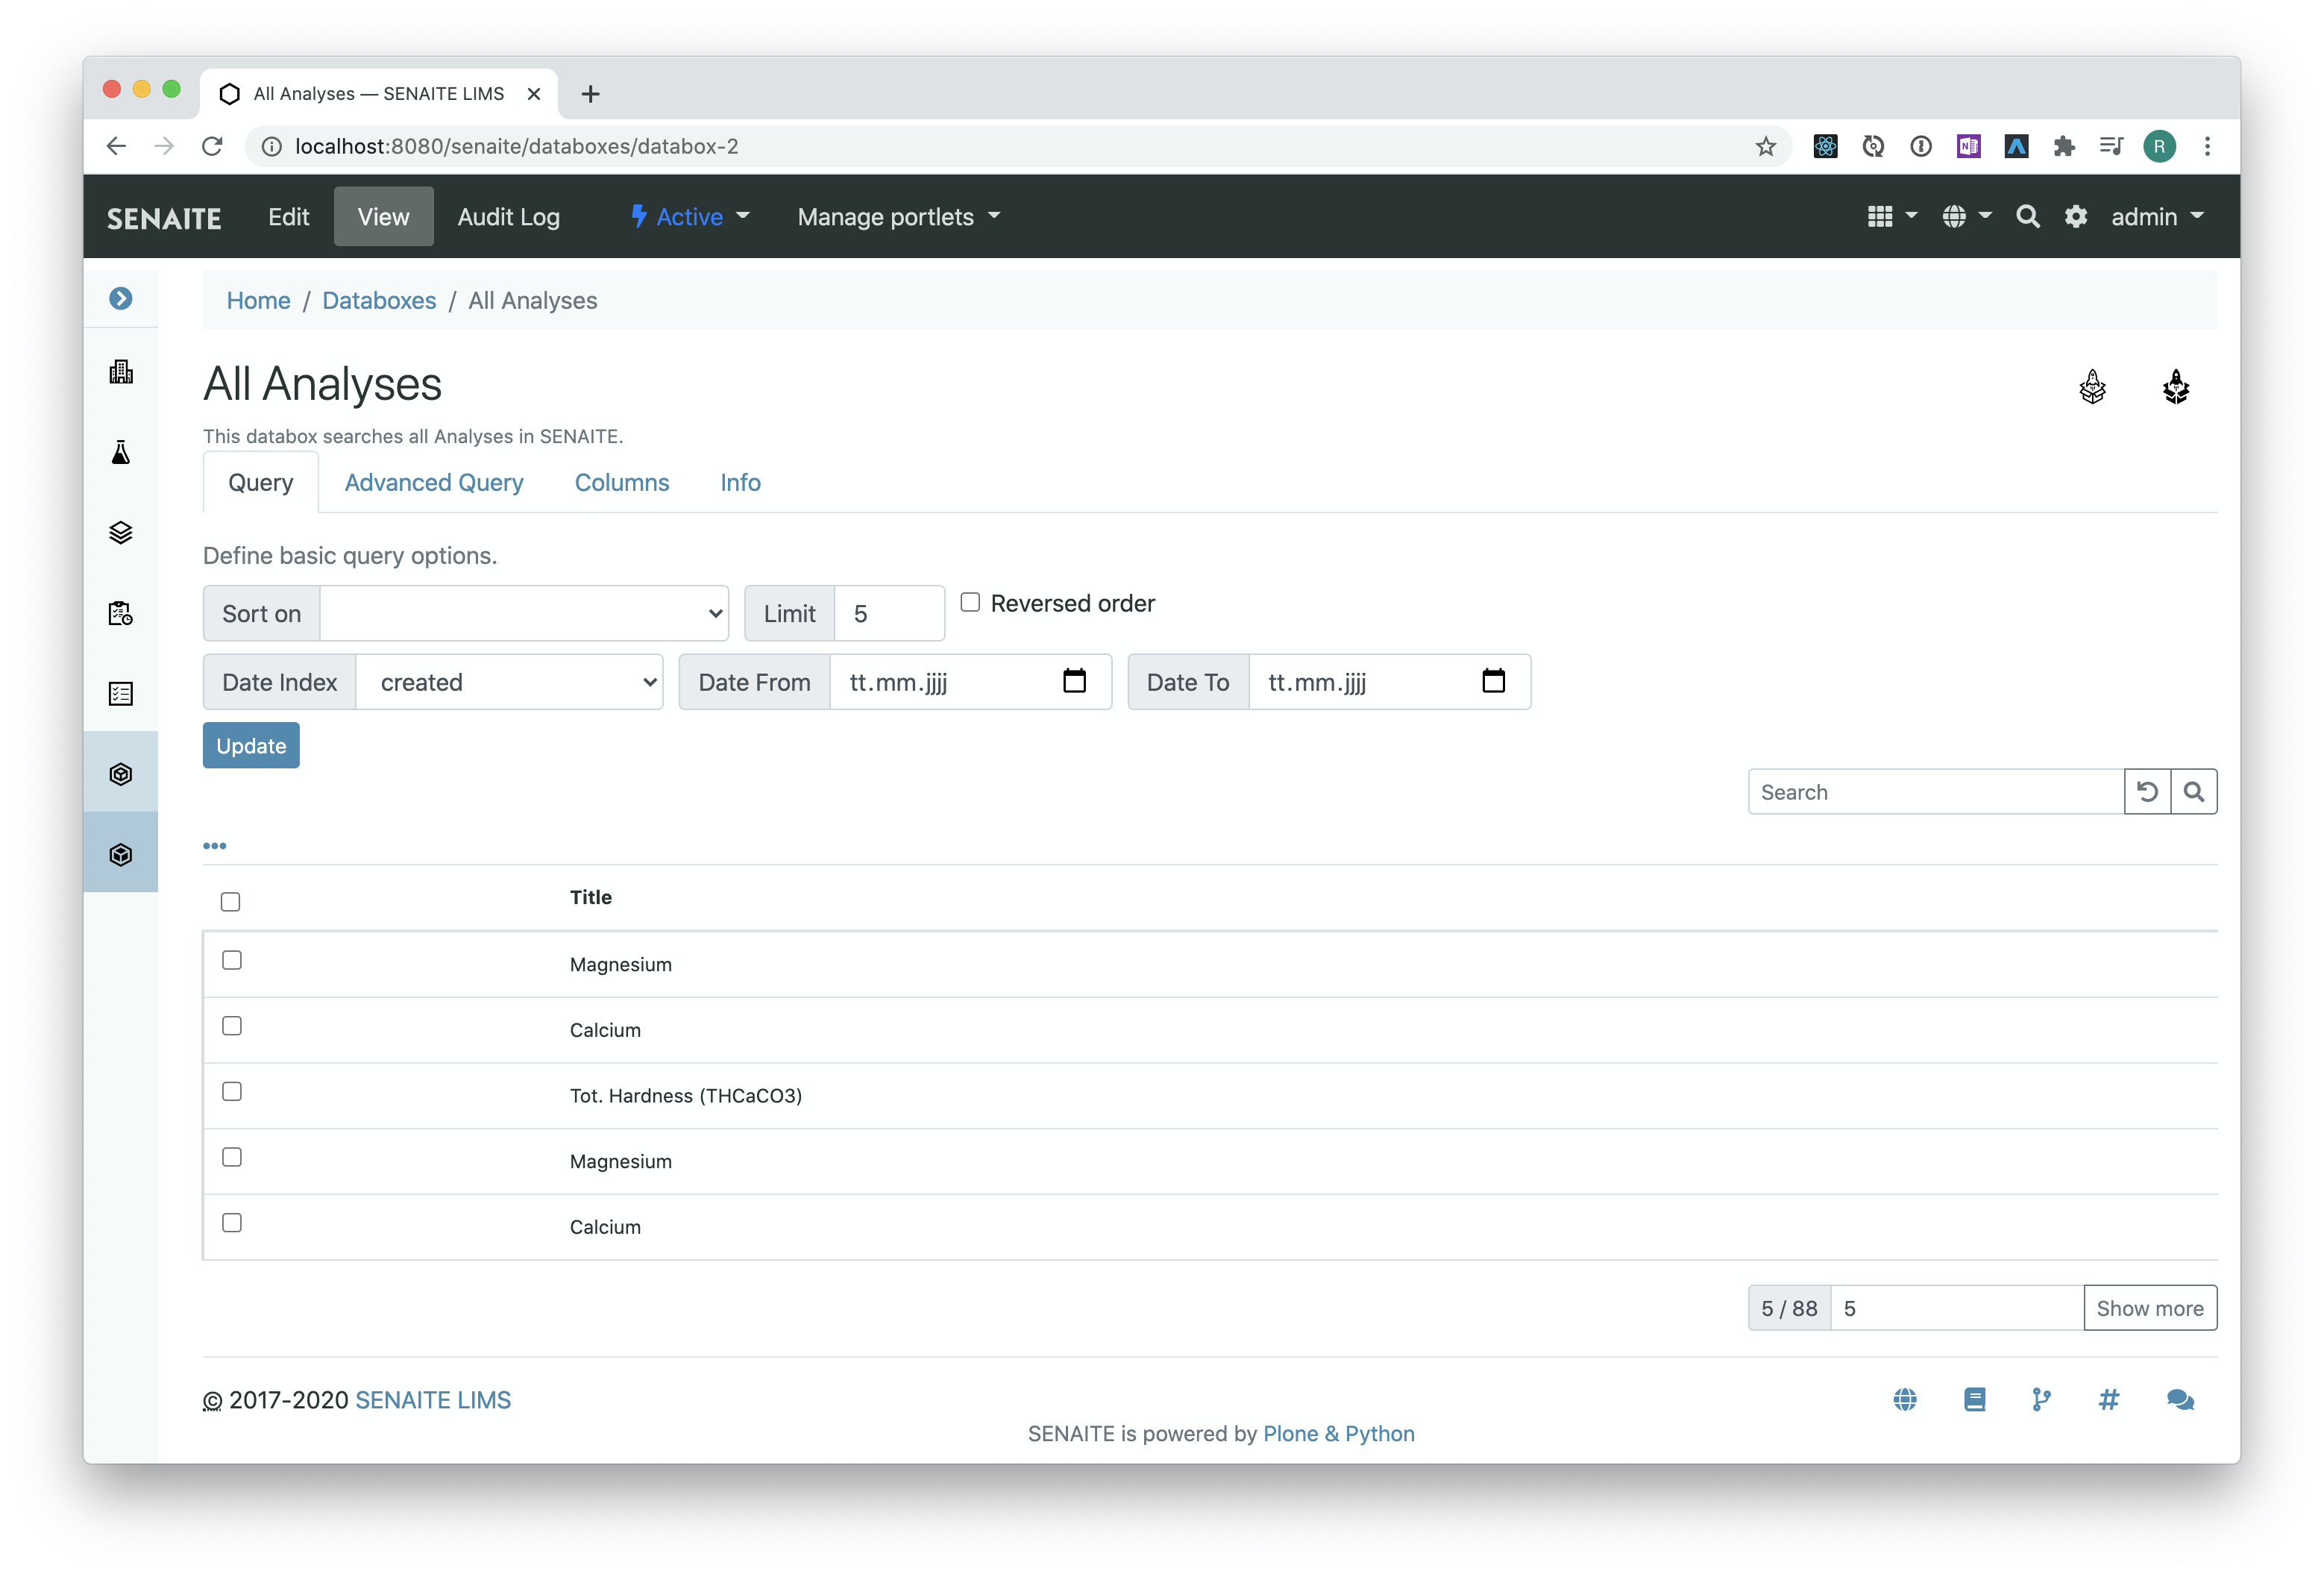 All Analyses — SENAITE LIMS
localhost:8080/senaite/databoxes/databox-2
R
SENAITE Edit View Audit Log Active Manage portlets admin
Home / Databoxes / All Analyses
All Analyses
This databox searches all Analyses in SENAITE.
Query Advanced Query Columns Info
Define basic query options.
Sort on Limit 5 Reversed order
Date Index created Date From tt.mm.jjjj Date To tt.mm.jjjj
Update
Search
Title
Magnesium
Calcium
Tot. Hardness (THCaCO3)
Magnesium
Calcium
5 / 88 5 Show more
© 2017-2020 SENAITE LIMS
SENAITE is powered by Plone & Python